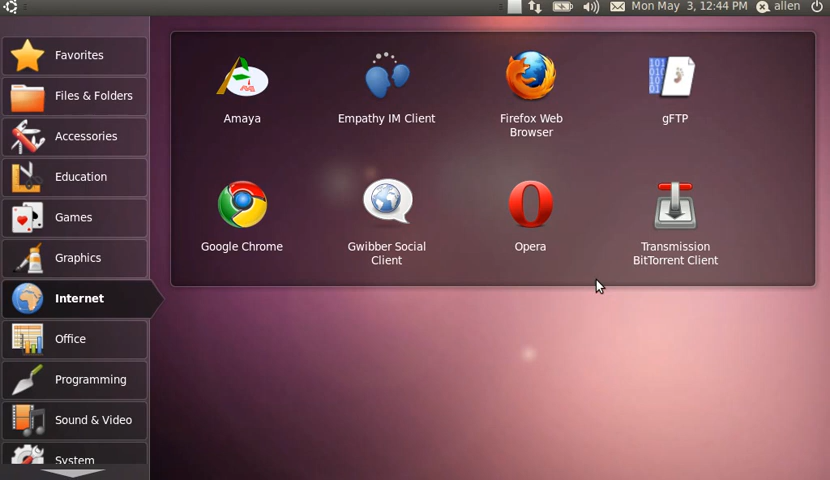 Mon May 3, 12:44 PM allen
Favorites
Files & Folders
Accessories
Education
Games
Graphics
Internet
Office
Programming
Sound & Video
System
Amaya
Empathy IM Client
Firefox Web
Browser
gFTP
Google Chrome
Gwibber Social
Client
Opera
Transmission
BitTorrent Client